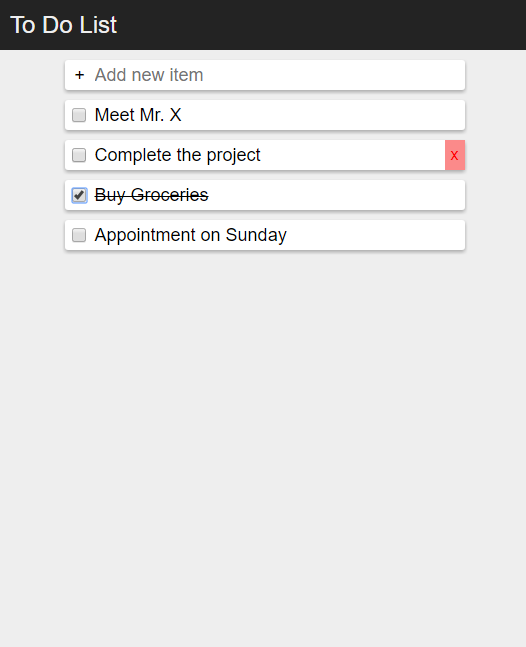 To Do List
+ Add new item
Meet Mr. X
Complete the project x
Buy Groceries
Appointment on Sunday